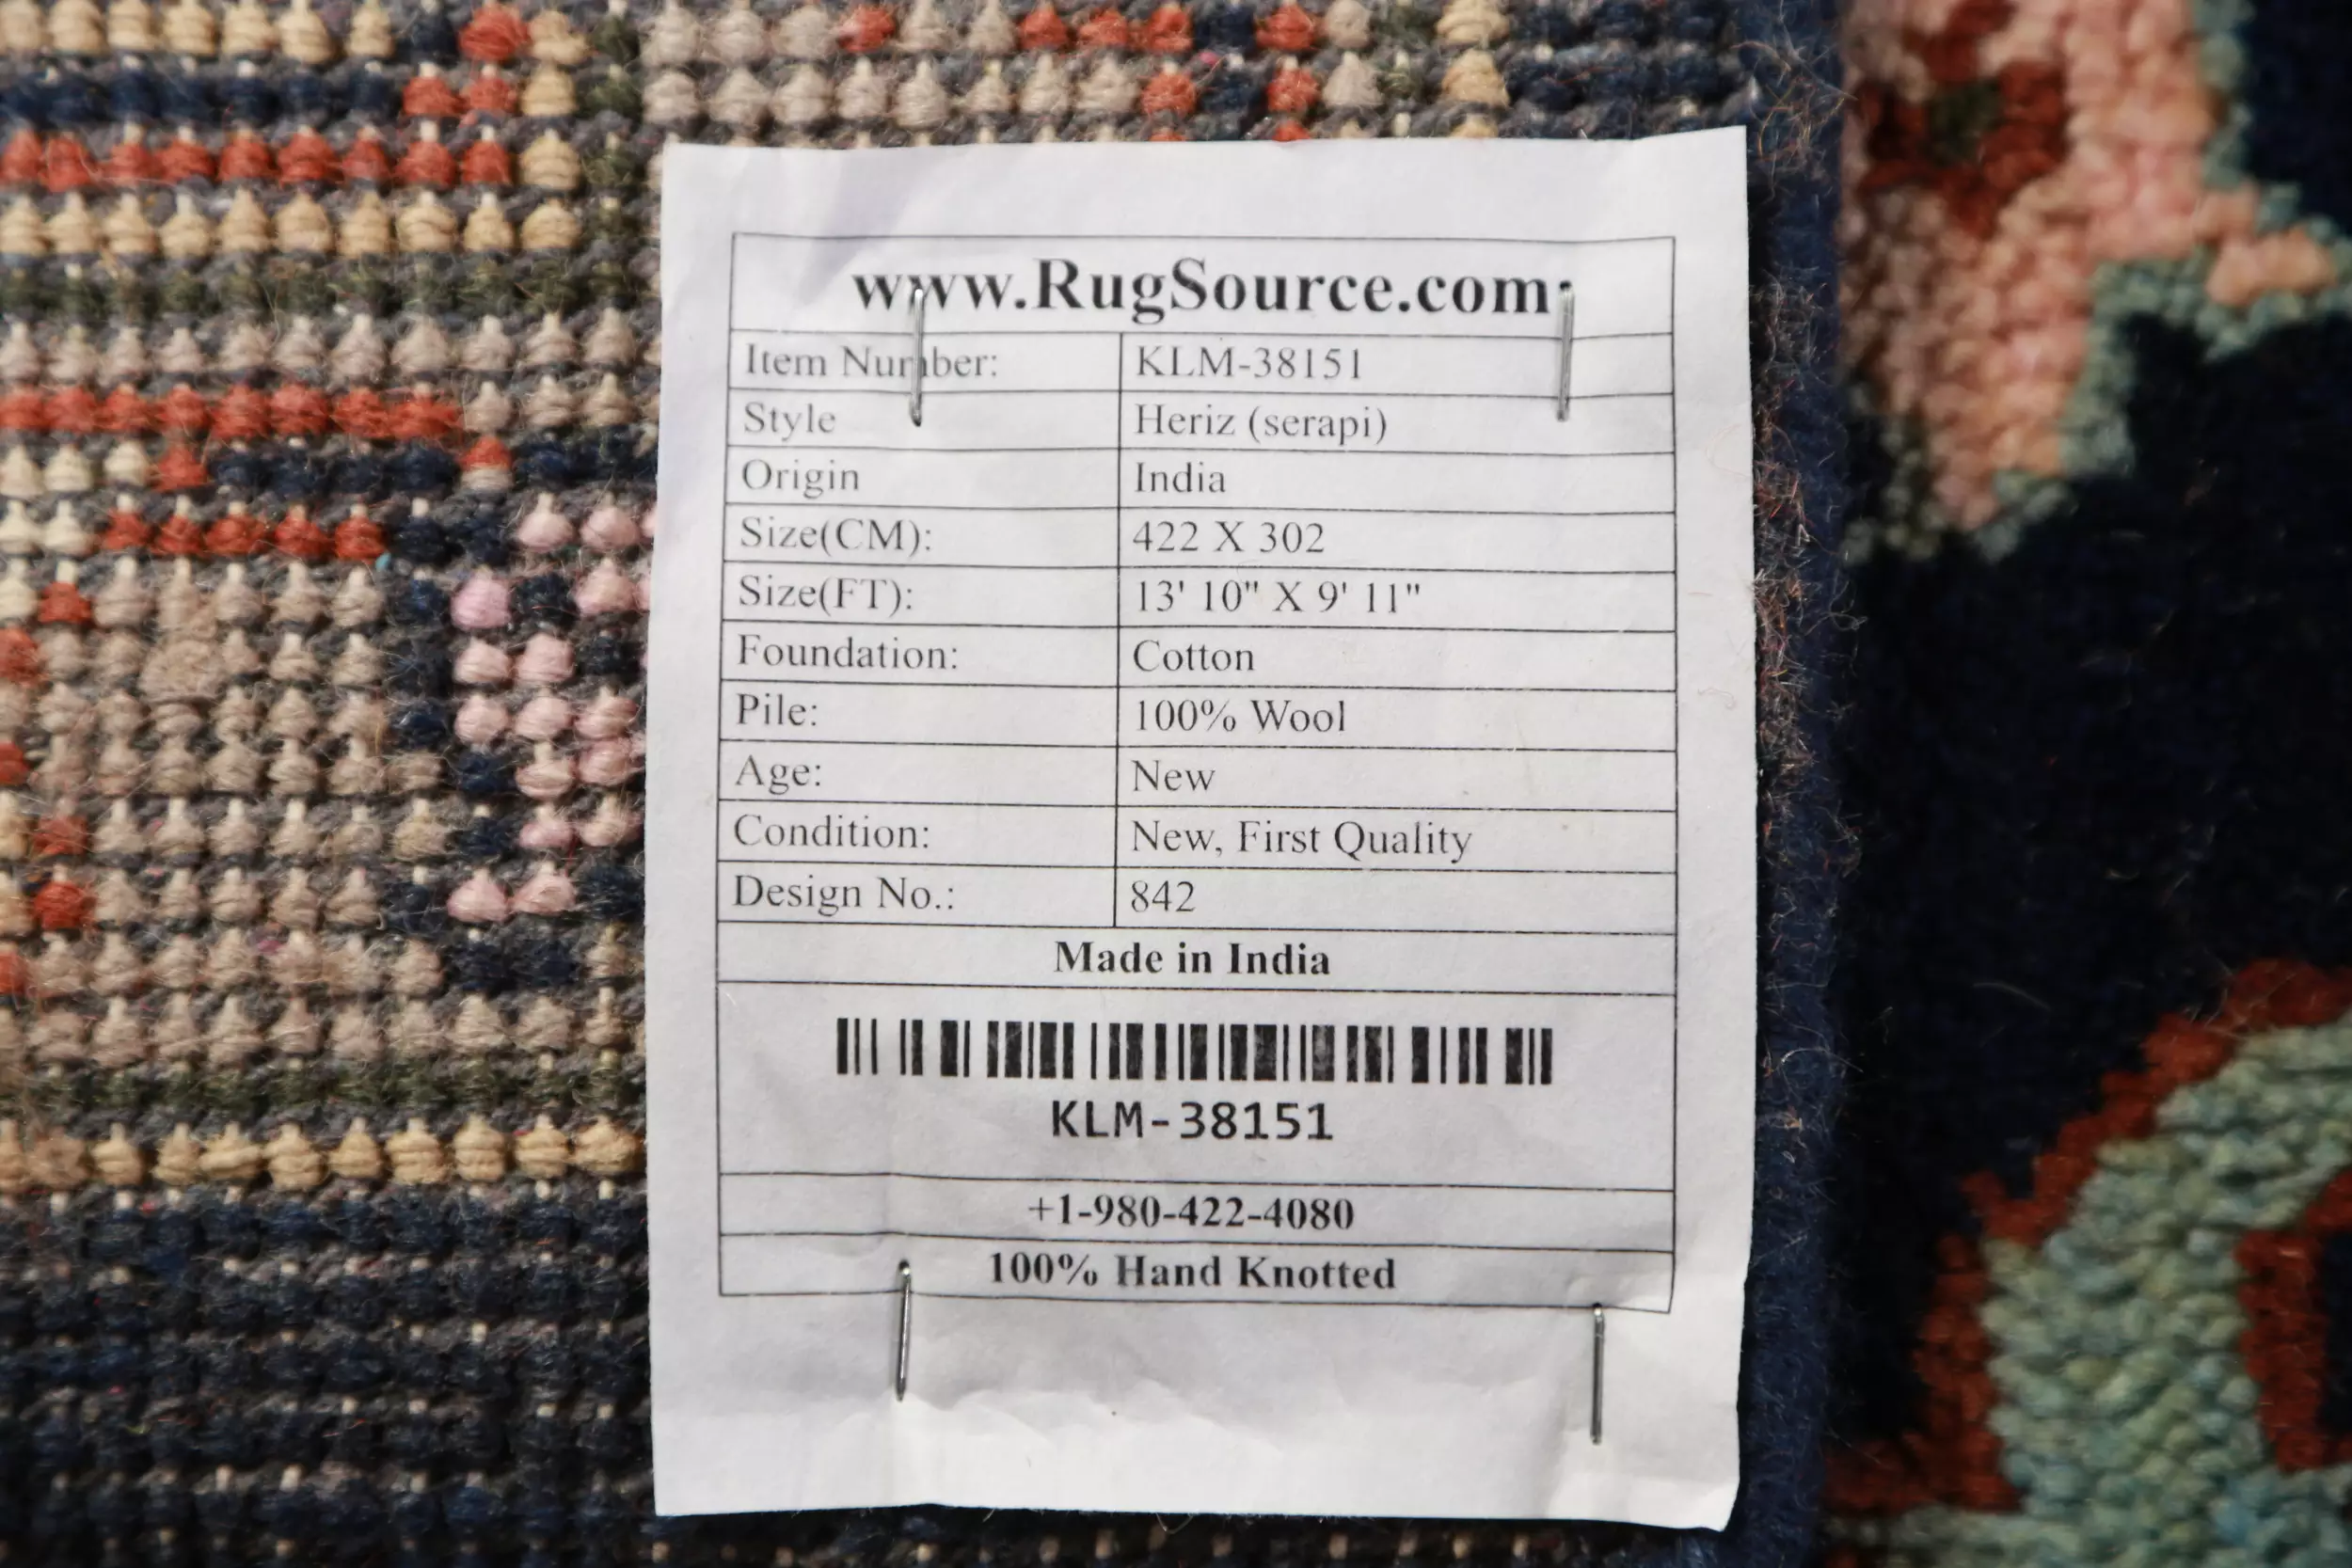 www.RugSource.com
Item Number: KLM-38151
Style Heriz (serapi)
Origin India
Size(CM): 422 X 302
Size(FT): 13' 10" X 9' 11"
Foundation: Cotton
Pile: 100% Wool
Age: New
Condition: New, First Quality
Design No.: 842
Made in India
KLM-38151
+1-980-422-4080
100% Hand Knotted